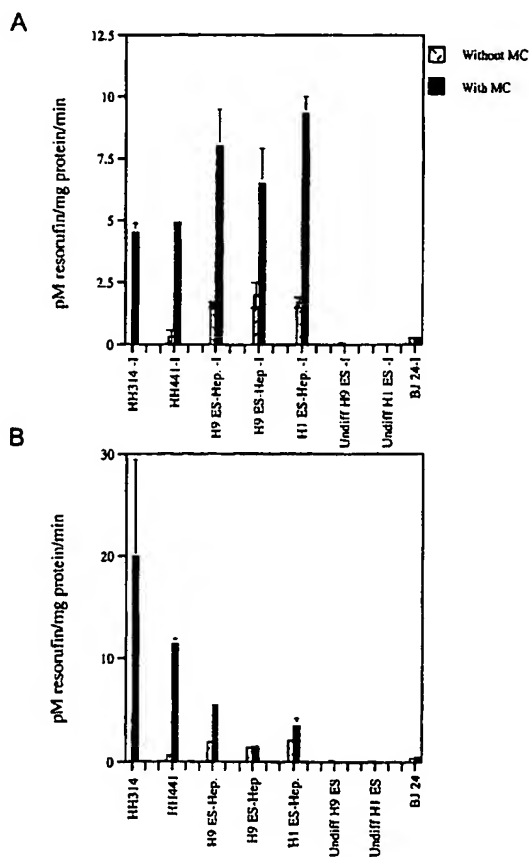 A
12.5
10
7.5
5
2.5
0
pM resorufin/mg protein/min
Without MC
With MC
HH314 -I
HH441-I
H9 ES-Hep. -I
H9 ES-Hep -I
H1 ES-Hep. -I
Undiff H9 ES -I
Undiff H1 ES -I
BJ 24-I
B
30
20
10
0
pM resorufin/mg protein/min
HH314
HH441
H9 ES-Hep.
H9 ES-Hep
H1 ES-Hep.
Undiff H9 ES
Undiff H1 ES
BJ 24